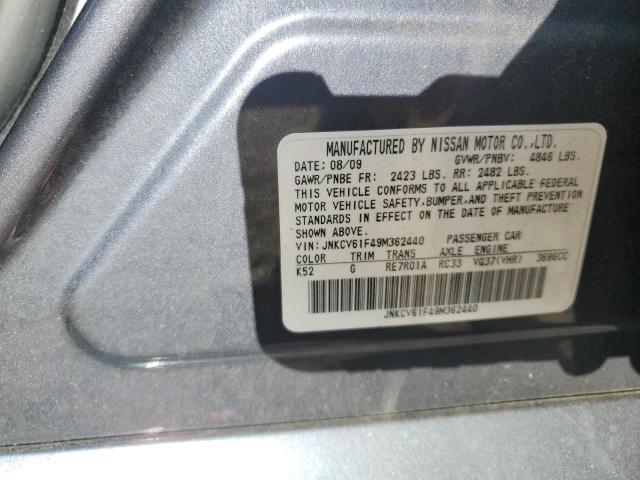 MANUFACTURED BY NISSAN MOTOR CO.,LTD.
DATE: 08/09 GVWR/PNBV: 4846 LBS.
GAWR/PNBE FR: 2423 LBS. RR: 2482 LBS.
THIS VEHICLE CONFORMS TO ALL APPLICABLE FEDERAL
MOTOR VEHICLE SAFETY,BUMPER,AND THEFT PREVENTION
STANDARDS IN EFFECT ON THE DATE OF MANUFACTURE
SHOWN ABOVE.
VIN: JNKCV61F49M362440 PASSENGER CAR
COLOR TRIM TRANS AXLE ENGINE
K52 G RE7R01A RC33 VQ37(VHR) 3696CC
JNKCV61F49M362440